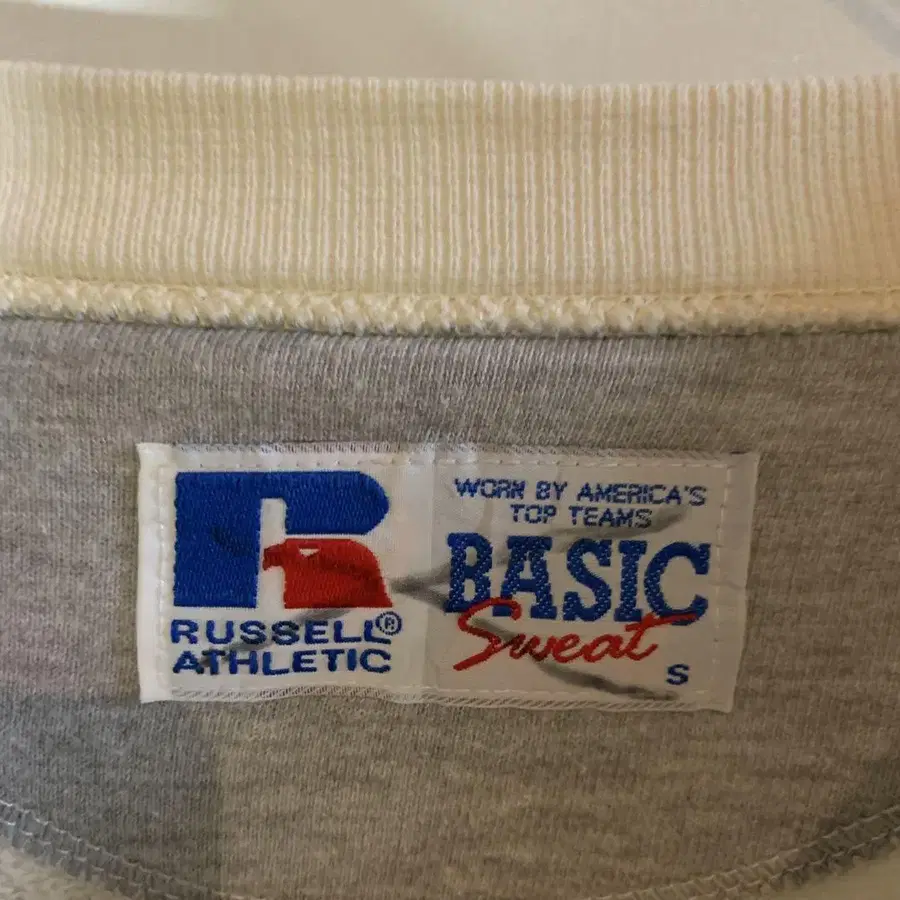 R
RUSSELL®
ATHLETIC
WORN BY AMERICA'S
TOP TEAMS
BASIC
Sweat
S